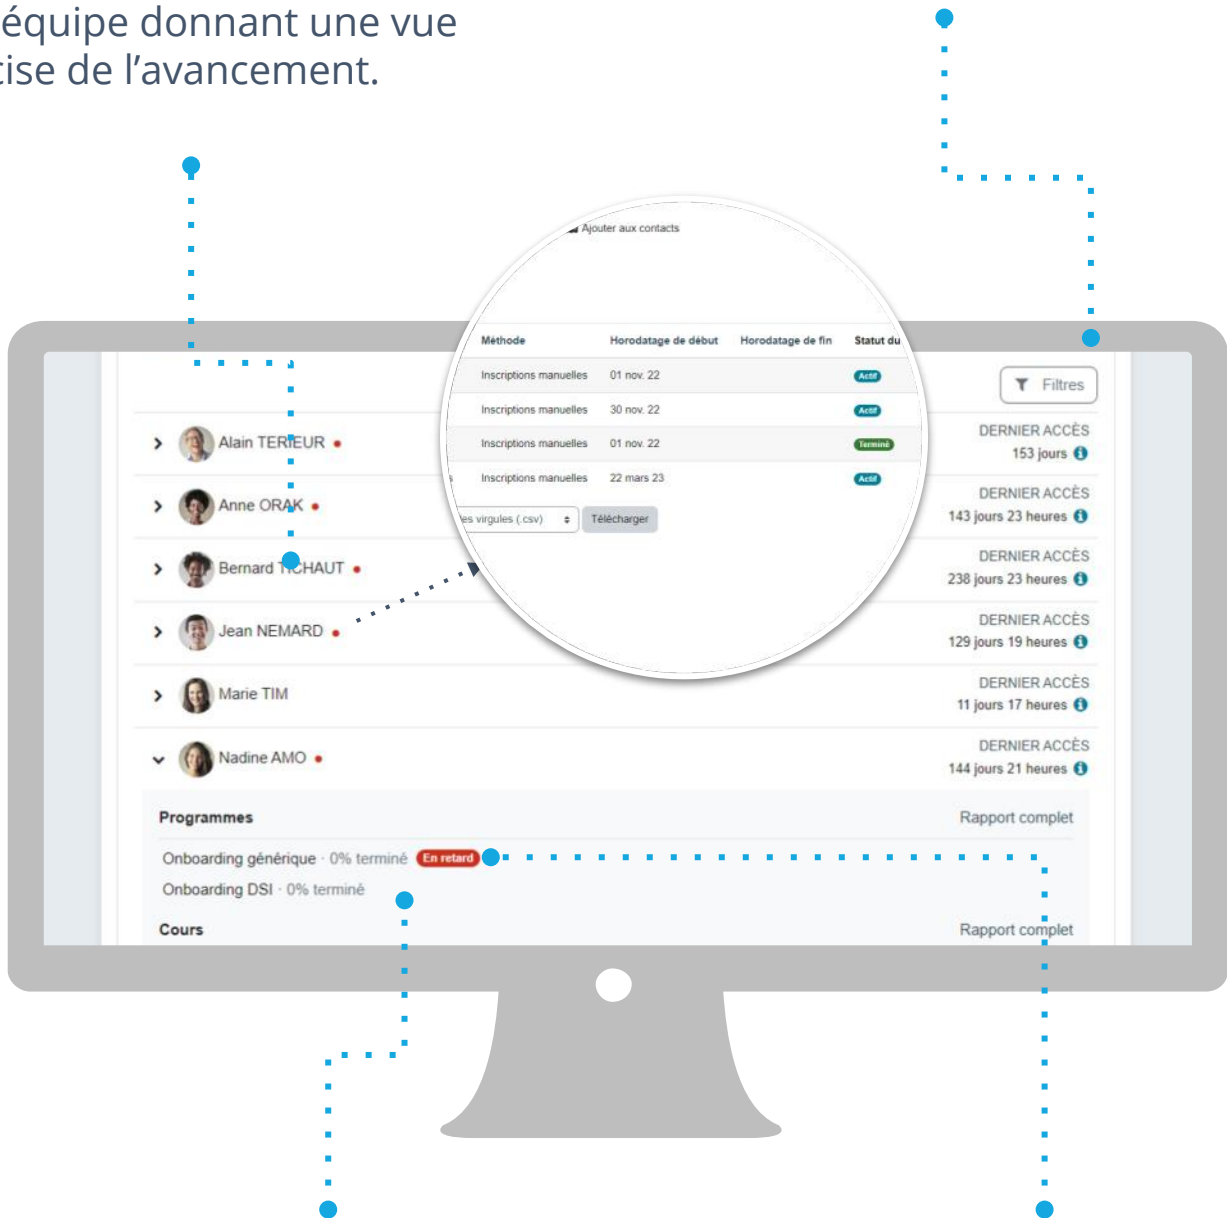 équipe donnant une vue
cise de l'avancement.
Ajouter aux contacts
Méthode Horodatage de début Horodatage de fin Statut du
Inscriptions manuelles 01 nov. 22 Actif
Inscriptions manuelles 30 nov. 22 Actif
Inscriptions manuelles 01 nov. 22 Terminé
s Inscriptions manuelles 22 mars 23 Actif
es virgules (.csv) Télécharger
Filtres
Alain TERIEUR DERNIER ACCÈS
153 jours
Anne ORAK DERNIER ACCÈS
143 jours 23 heures
Bernard TICHAUT DERNIER ACCÈS
238 jours 23 heures
Jean NEMARD DERNIER ACCÈS
129 jours 19 heures
Marie TIM DERNIER ACCÈS
11 jours 17 heures
Nadine AMO DERNIER ACCÈS
144 jours 21 heures
Programmes Rapport complet
Onboarding générique · 0% terminé En retard
Onboarding DSI · 0% terminé
Cours Rapport complet